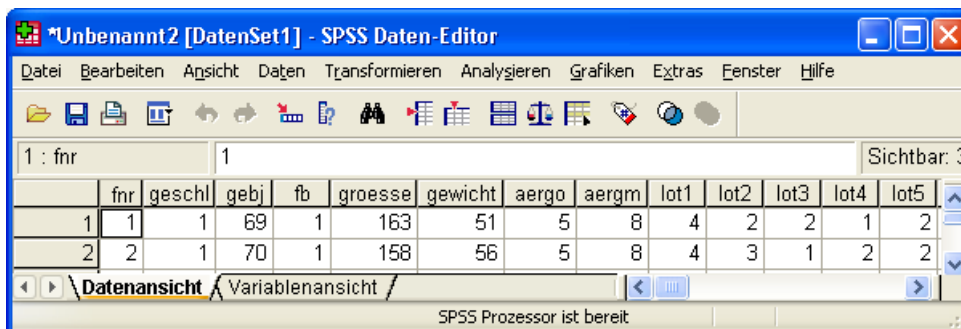 *Unbenannt2 [DatenSet1] - SPSS Daten-Editor
Datei Bearbeiten Ansicht Daten Transformieren Analysieren Grafiken Extras Fenster Hilfe
1 : fnr 1 Sichtbar: 3
fnr geschl gebj fb groesse gewicht aergo aergm lot1 lot2 lot3 lot4 lot5
1 1 1 69 1 163 51 5 8 4 2 2 1 2
2 2 1 70 1 158 56 5 8 4 3 1 2 2
Datenansicht Variablenansicht
SPSS Prozessor ist bereit